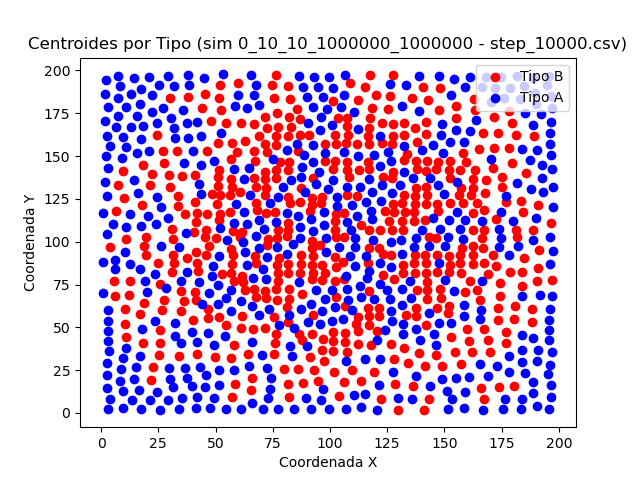 Centroides por Tipo (sim 0_10_10_1000000_1000000 - step_10000.csv)
Tipo B
Tipo A
200
175
150
125
100
75
50
25
0
Coordenada Y
0 25 50 75 100 125 150 175 200
Coordenada X